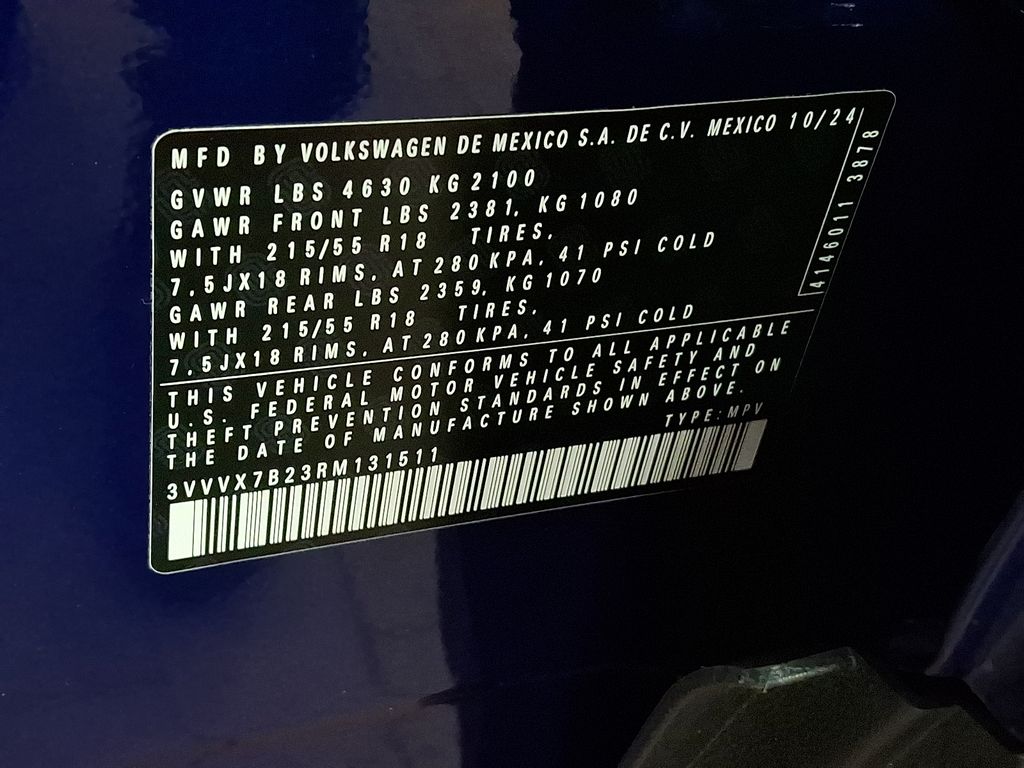 MFD BY VOLKSWAGEN DE MEXICO S.A. DE C.V. MEXICO 10/24
GVWR LBS 4630 KG 2100
GAWR FRONT LBS 2381, KG 1080
WITH 215/55 R18 TIRES,
7,5JX18 RIMS, AT 280 KPA, 41 PSI COLD
GAWR REAR LBS 2359, KG 1070
WITH 215/55 R18 TIRES,
7,5JX18 RIMS, AT 280 KPA, 41 PSI COLD
4146011 3878
THIS VEHICLE CONFORMS TO ALL APPLICABLE
U.S. FEDERAL MOTOR VEHICLE SAFETY AND
THEFT PREVENTION STANDARDS IN EFFECT ON
THE DATE OF MANUFACTURE SHOWN ABOVE.
3VVVX7B23RM131511 TYPE:MPV